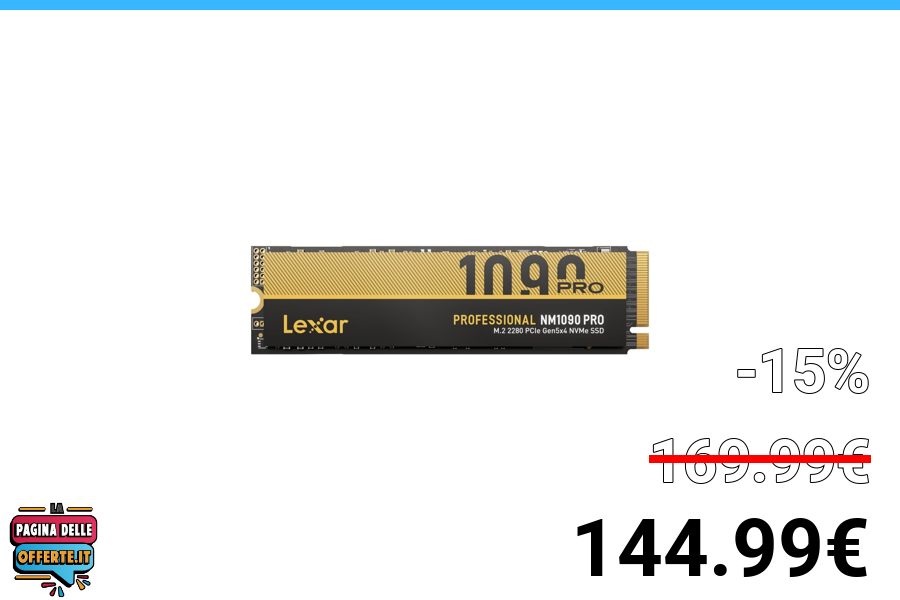 1090 PRO
Lexar
PROFESSIONAL NM1090 PRO
M.2 2280 PCIe Gen5x4 NVMe SSD
-15%
169.99€
144.99€
LA
PAGINA DELLE
OFFERTE.IT